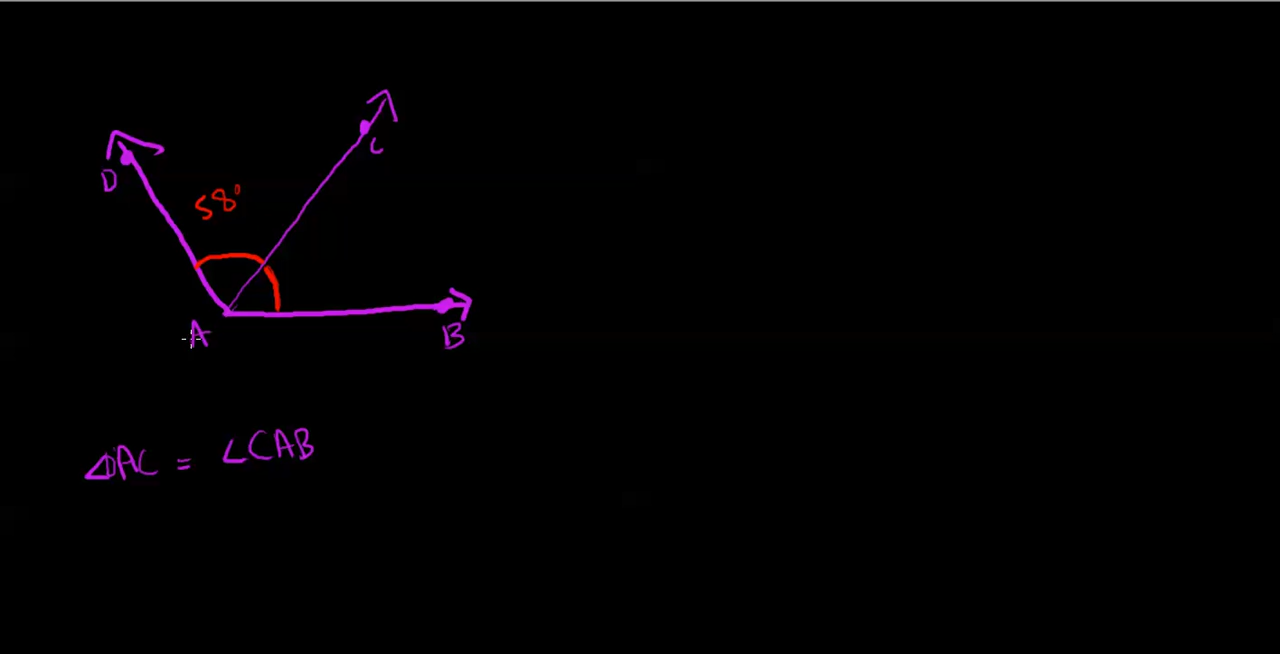 C
D
58°
A
B
∠DAC = ∠CAB